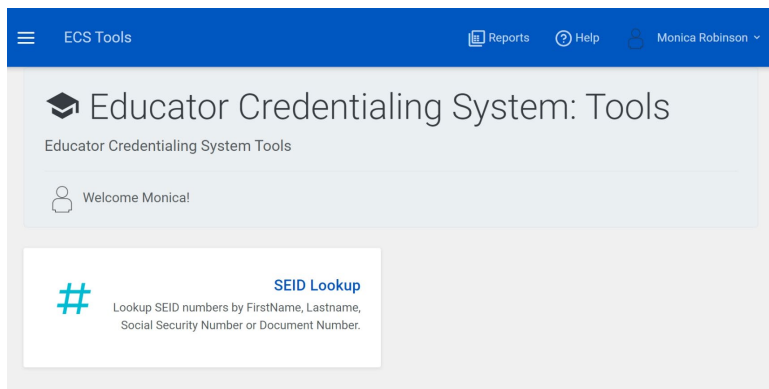 ECS Tools
Reports
Help
Monica Robinson
Educator Credentialing System: Tools
Educator Credentialing System Tools
Welcome Monica!
#
SEID Lookup
Lookup SEID numbers by FirstName, Lastname,
Social Security Number or Document Number.